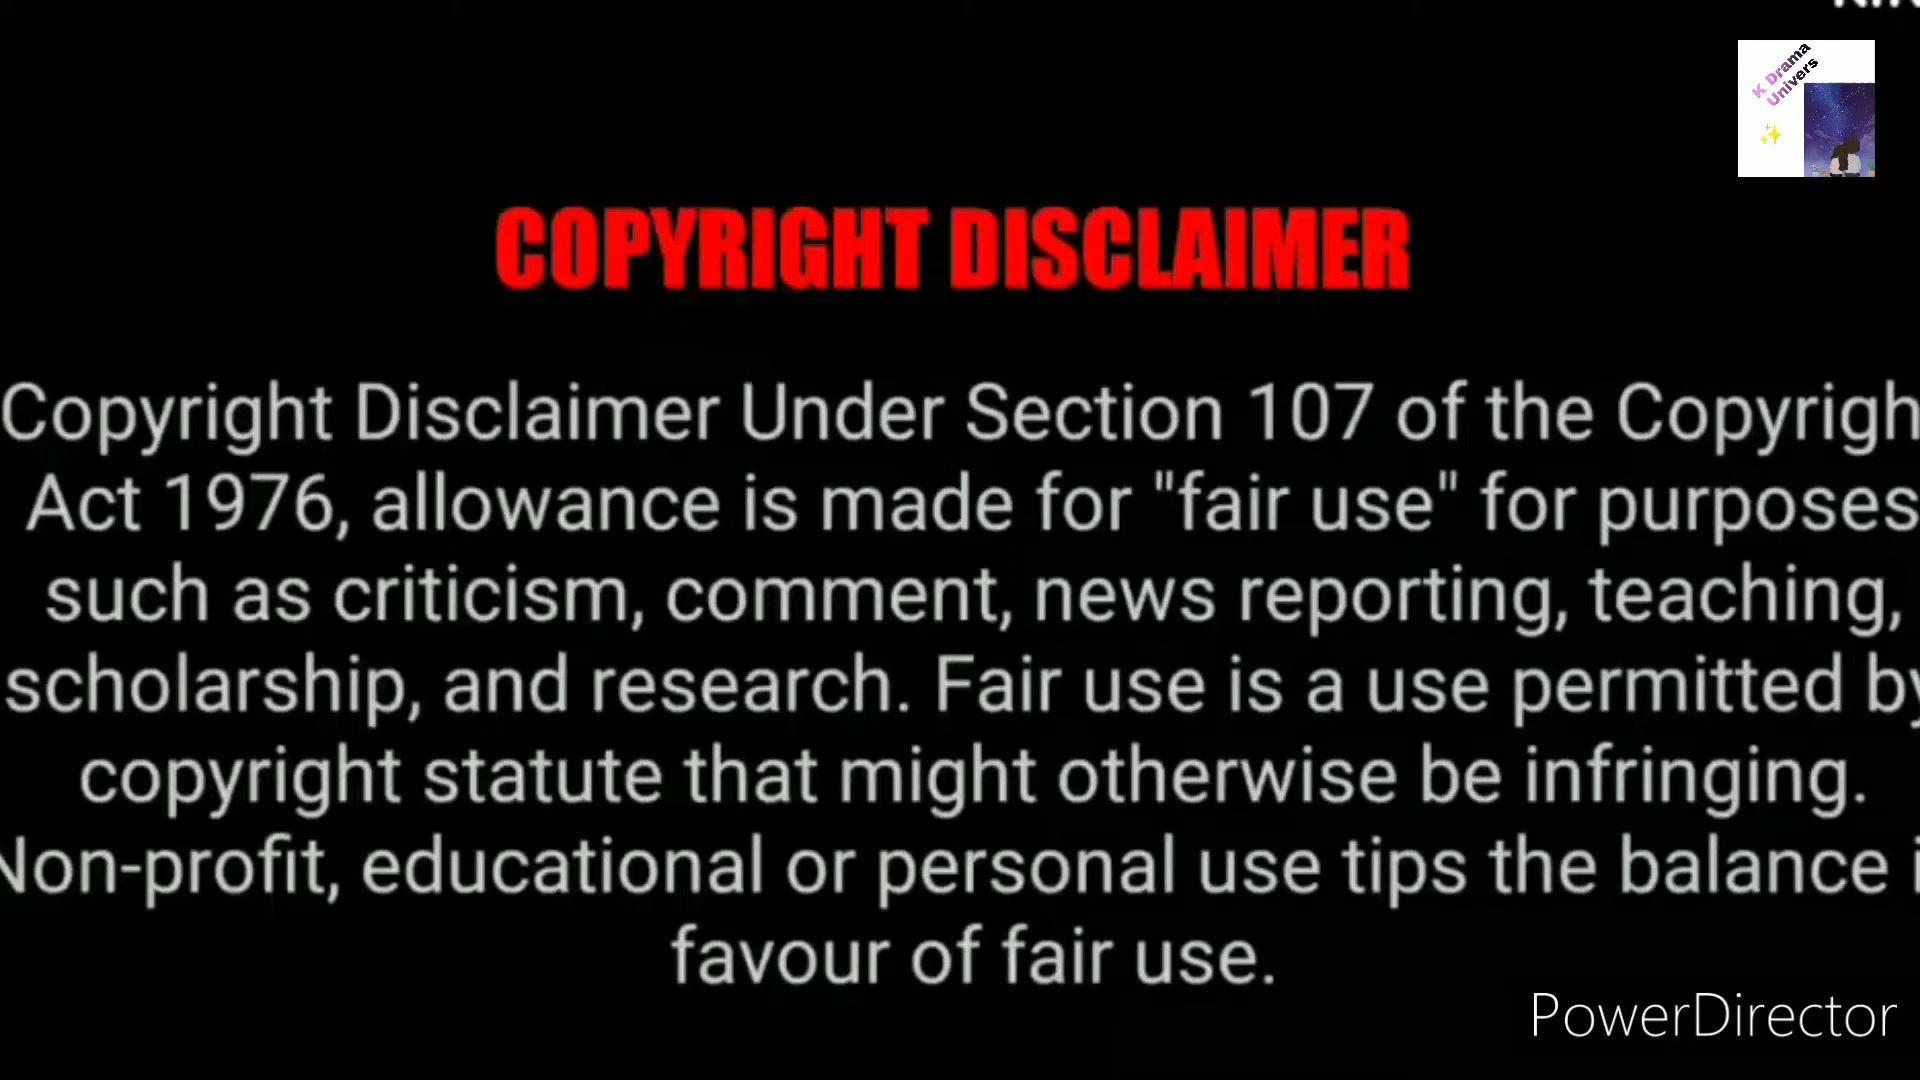 K Drama
Univers
COPYRIGHT DISCLAIMER
Copyright Disclaimer Under Section 107 of the Copyrigh
Act 1976, allowance is made for "fair use" for purposes
such as criticism, comment, news reporting, teaching,
scholarship, and research. Fair use is a use permitted by
copyright statute that might otherwise be infringing.
Non-profit, educational or personal use tips the balance i
favour of fair use.
PowerDirector